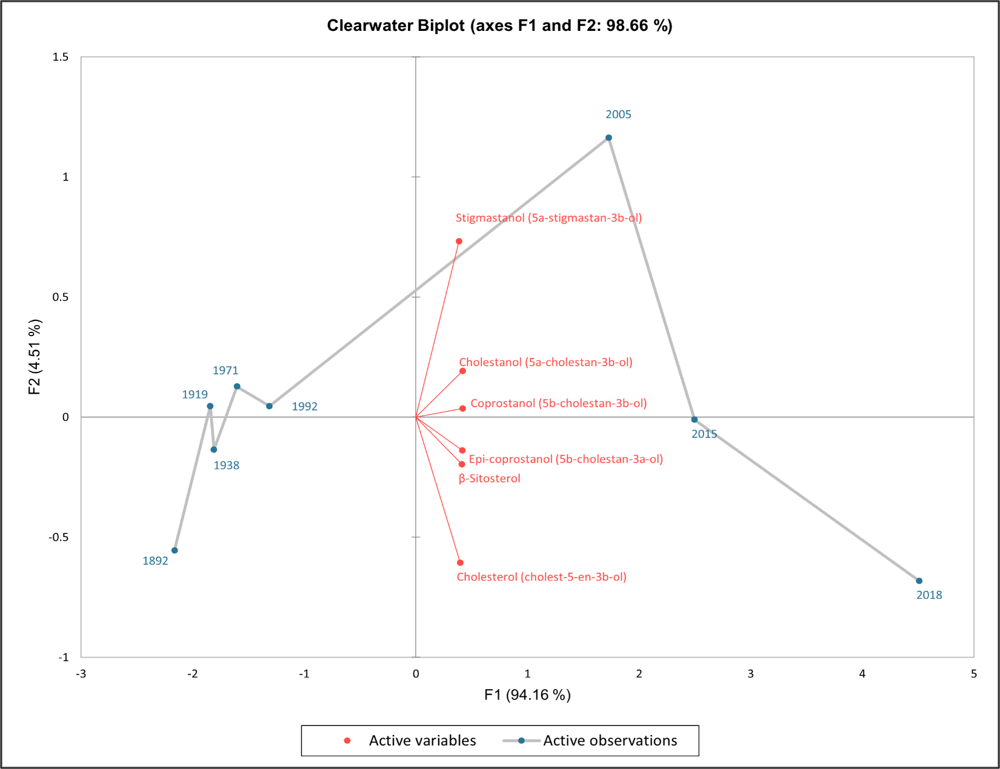 Clearwater Biplot (axes F1 and F2: 98.66 %)
1.5
2005
1
Stigmastanol (5a-stigmastan-3b-ol)
0.5
Cholestanol (5a-cholestan-3b-ol)
1971
1919
Coprostanol (5b-cholestan-3b-ol)
1992
F2 (4.51 %)
0
2015
Epi-coprostanol (5b-cholestan-3a-ol)
1938
β-Sitosterol
-0.5
1892
Cholesterol (cholest-5-en-3b-ol)
2018
-1
-3 -2 -1 0 1 2 3 4 5
F1 (94.16 %)
Active variables Active observations